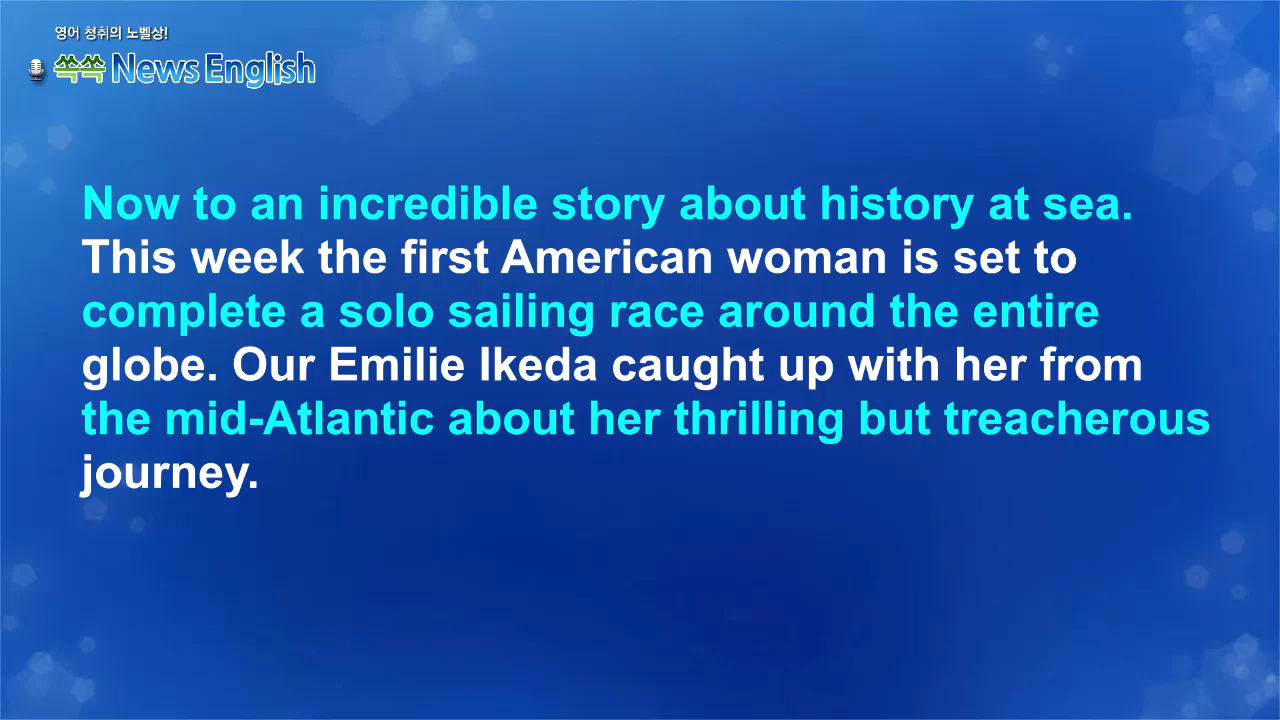 영어 청취의 노벨상!
쏙쏙 News English
Now to an incredible story about history at sea.
This week the first American woman is set to
complete a solo sailing race around the entire
globe. Our Emilie Ikeda caught up with her from
the mid-Atlantic about her thrilling but treacherous
journey.